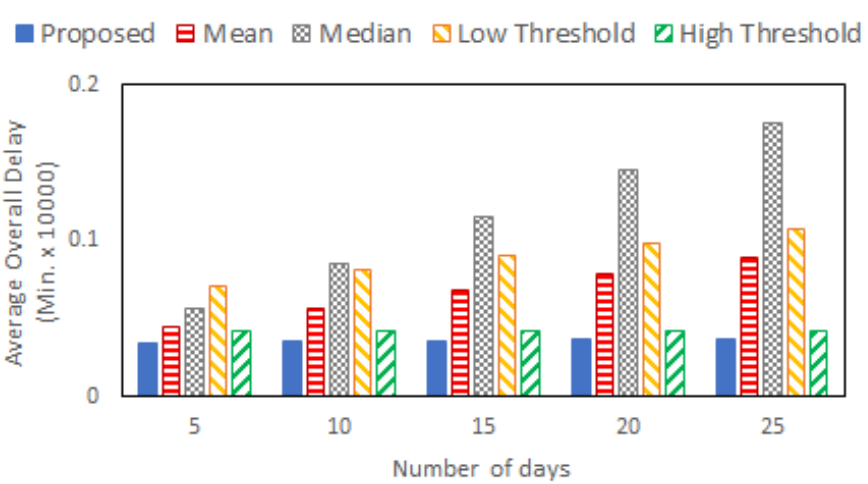 Proposed Mean Median Low Threshold High Threshold
Average Overall Delay
(Min. x 10000)
0.2
0.1
0
5 10 15 20 25
Number of days